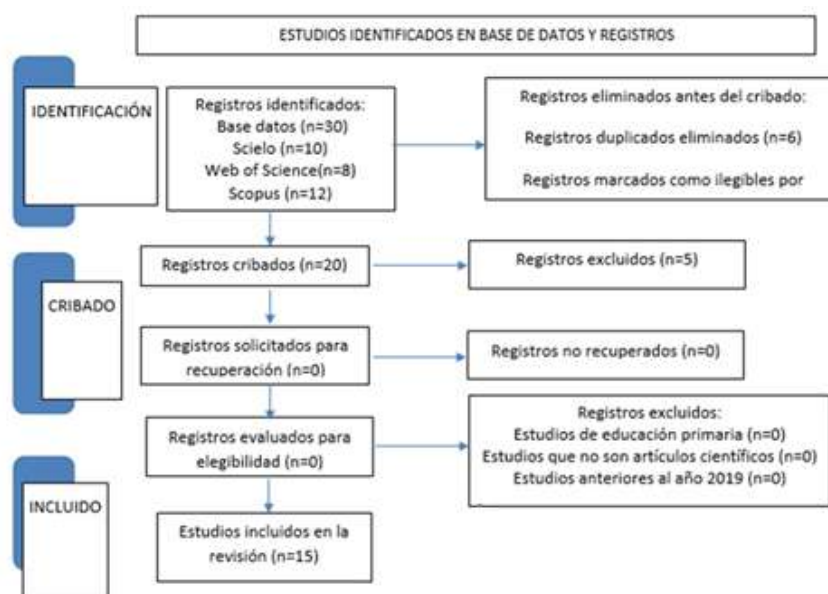 ESTUDIOS IDENTIFICADOS EN BASE DE DATOS Y REGISTROS
IDENTIFICACIÓN
Registros identificados:
Base datos (n=30)
Scielo (n=10)
Web of Science(n=8)
Scopus (n=12)
Registros eliminados antes del cribado:
Registros duplicados eliminados (n=6)
Registros marcados como ilegibles por
CRIBADO
Registros cribados (n=20)
Registros excluidos (n=5)
Registros solicitados para
recuperación (n=0)
Registros no recuperados (n=0)
Registros evaluados para
elegibilidad (n=0)
Registros excluidos:
Estudios de educación primaria (n=0)
Estudios que no son artículos científicos (n=0)
Estudios anteriores al año 2019 (n=0)
INCLUIDO
Estudios incluidos en la
revisión (n=15)